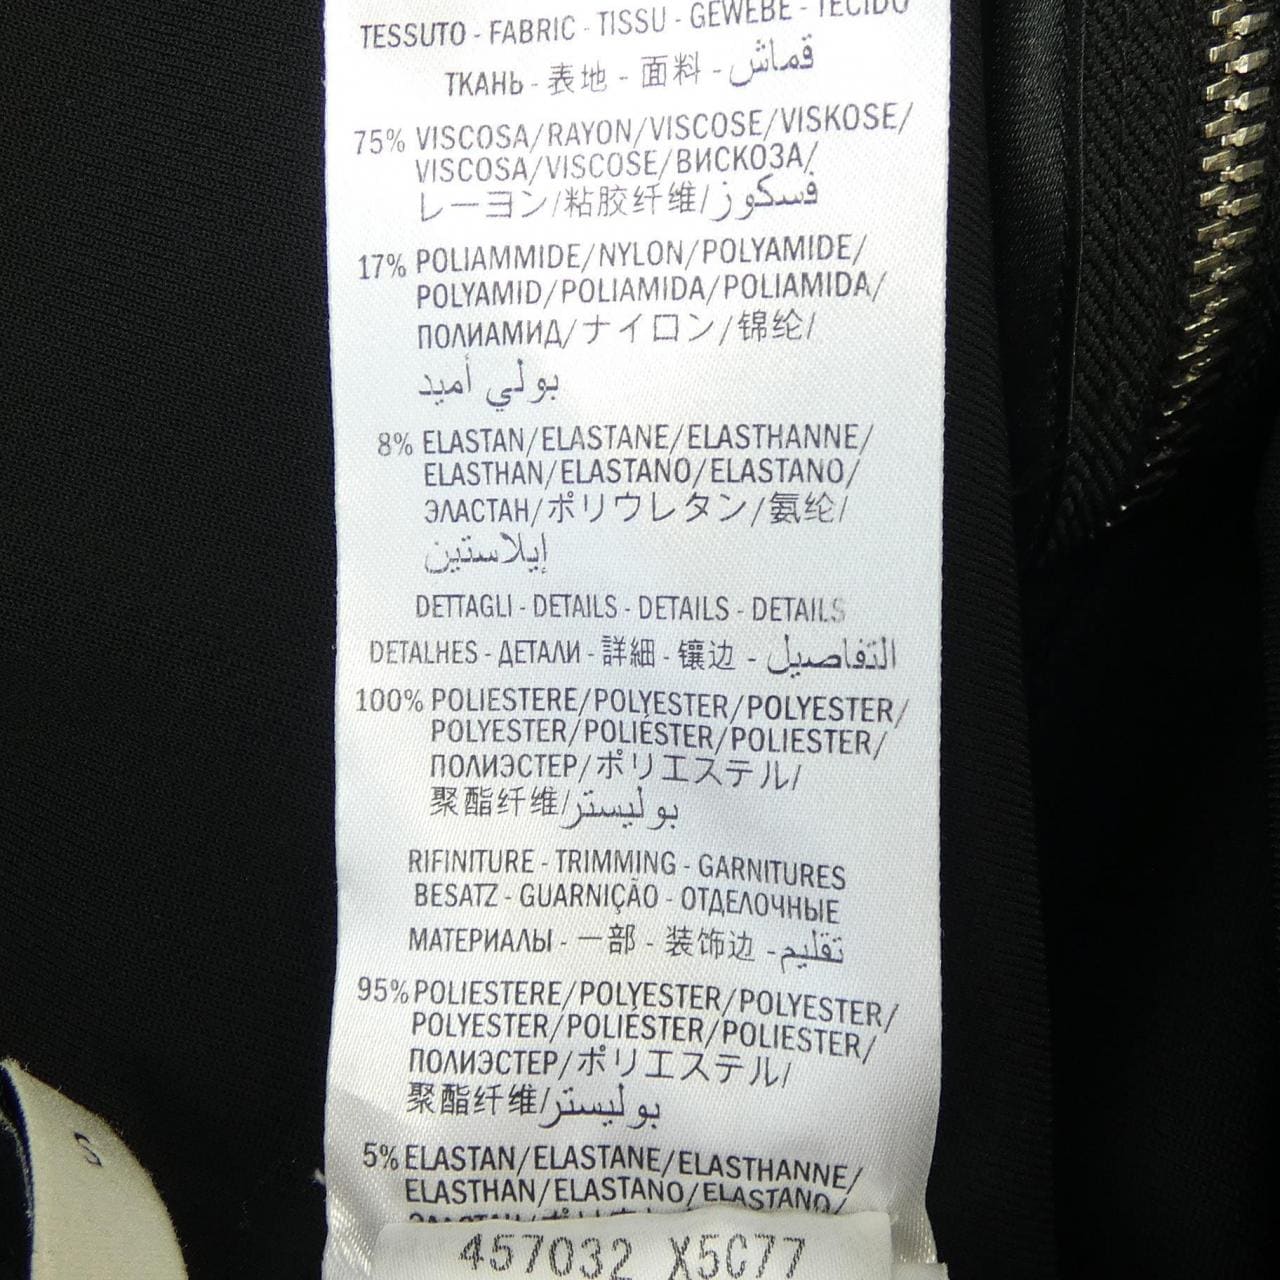 TESSUTO - FABRIC - TISSU - GEWEBE - TECIDO
ТКАНЬ - 表地 - 面料 - قماش
75% VISCOSA/RAYON/VISCOSE/VISKOSE/
VISCOSA/VISCOSE/ВИСКОЗА/
レーヨン/粘胶纤维/فسكوز
17% POLIAMMIDE/NYLON/POLYAMIDE/
POLYAMID/POLIAMIDA/POLIAMIDA/
ПОЛИАМИД/ナイロン/锦纶/
بولي أميد
8% ELASTAN/ELASTANE/ELASTHANNE/
ELASTHAN/ELASTANO/ELASTANO/
ЭЛАСТАН/ポリウレタン/氨纶/
إيلاستين
DETTAGLI - DETAILS - DETAILS - DETAILS
DETALHES - ДЕТАЛИ - 詳細 - 镶边 - التفاصيل
100% POLIESTERE/POLYESTER/POLYESTER/
POLYESTER/POLIÉSTER/POLIESTER/
ПОЛИЭСТЕР/ポリエステル/
聚酯纤维/بوليستر
RIFINITURE - TRIMMING - GARNITURES
BESATZ - GUARNIÇÃO - ОТДЕЛОЧНЫЕ
МАТЕРИАЛЫ - 一部 - 装饰边 - تقليم
95% POLIESTERE/POLYESTER/POLYESTER/
POLYESTER/POLIÉSTER/POLIESTER/
ПОЛИЭСТЕР/ポリエステル/
聚酯纤维/بوليستر
5% ELASTAN/ELASTANE/ELASTHANNE/
ELASTHAN/ELASTANO/ELASTANO/
457032 X5C77
S